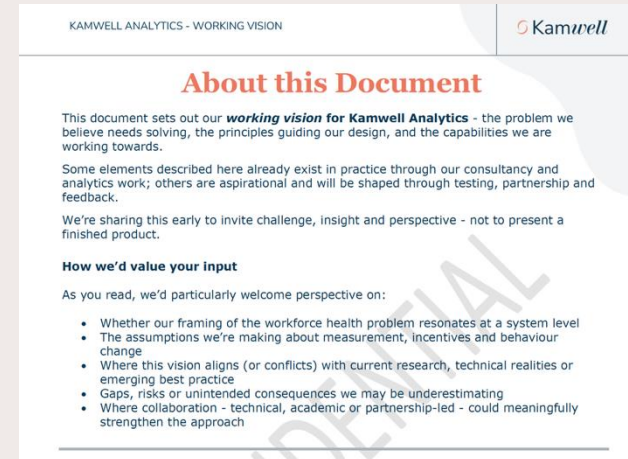 KAMWELL ANALYTICS - WORKING VISION
Kamwell
About this Document
This document sets out our working vision for Kamwell Analytics - the problem we
believe needs solving, the principles guiding our design, and the capabilities we are
working towards.
Some elements described here already exist in practice through our consultancy and
analytics work; others are aspirational and will be shaped through testing, partnership and
feedback.
We're sharing this early to invite challenge, insight and perspective - not to present a
finished product.
How we'd value your input
As you read, we'd particularly welcome perspective on:
• Whether our framing of the workforce health problem resonates at a system level
• The assumptions we're making about measurement, incentives and behaviour
change
• Where this vision aligns (or conflicts) with current research, technical realities or
emerging best practice
• Gaps, risks or unintended consequences we may be underestimating
• Where collaboration - technical, academic or partnership-led - could meaningfully
strengthen the approach